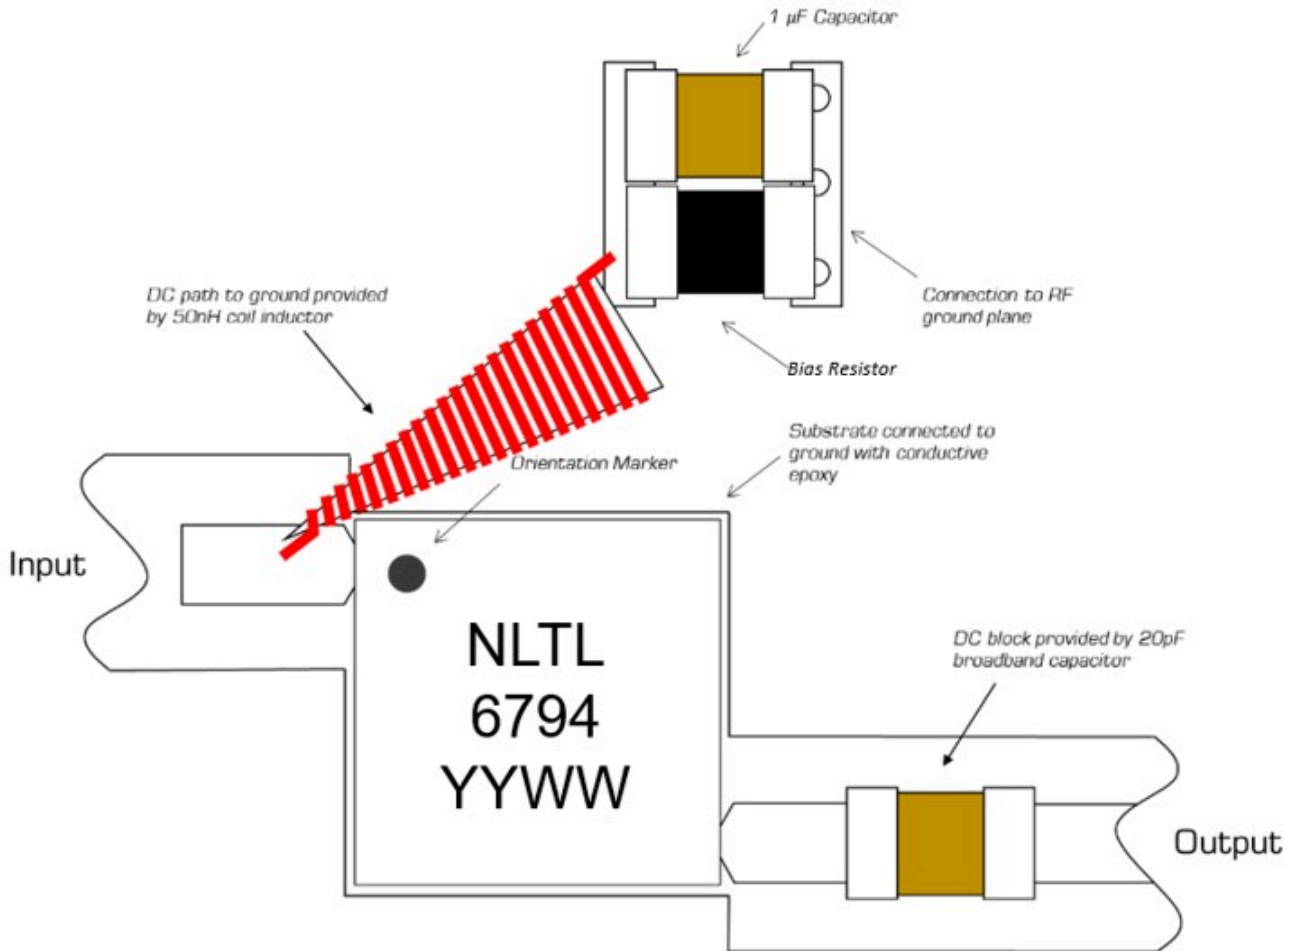 1 µF Capacitor
DC path to ground provided
by 50nH coil inductor
Connection to RF
ground plane
Bias Resistor
Substrate connected to
ground with conductive
epoxy
Orientation Marker
Input
NLTL
6794
YYWW
DC block provided by 20pF
broadband capacitor
Output